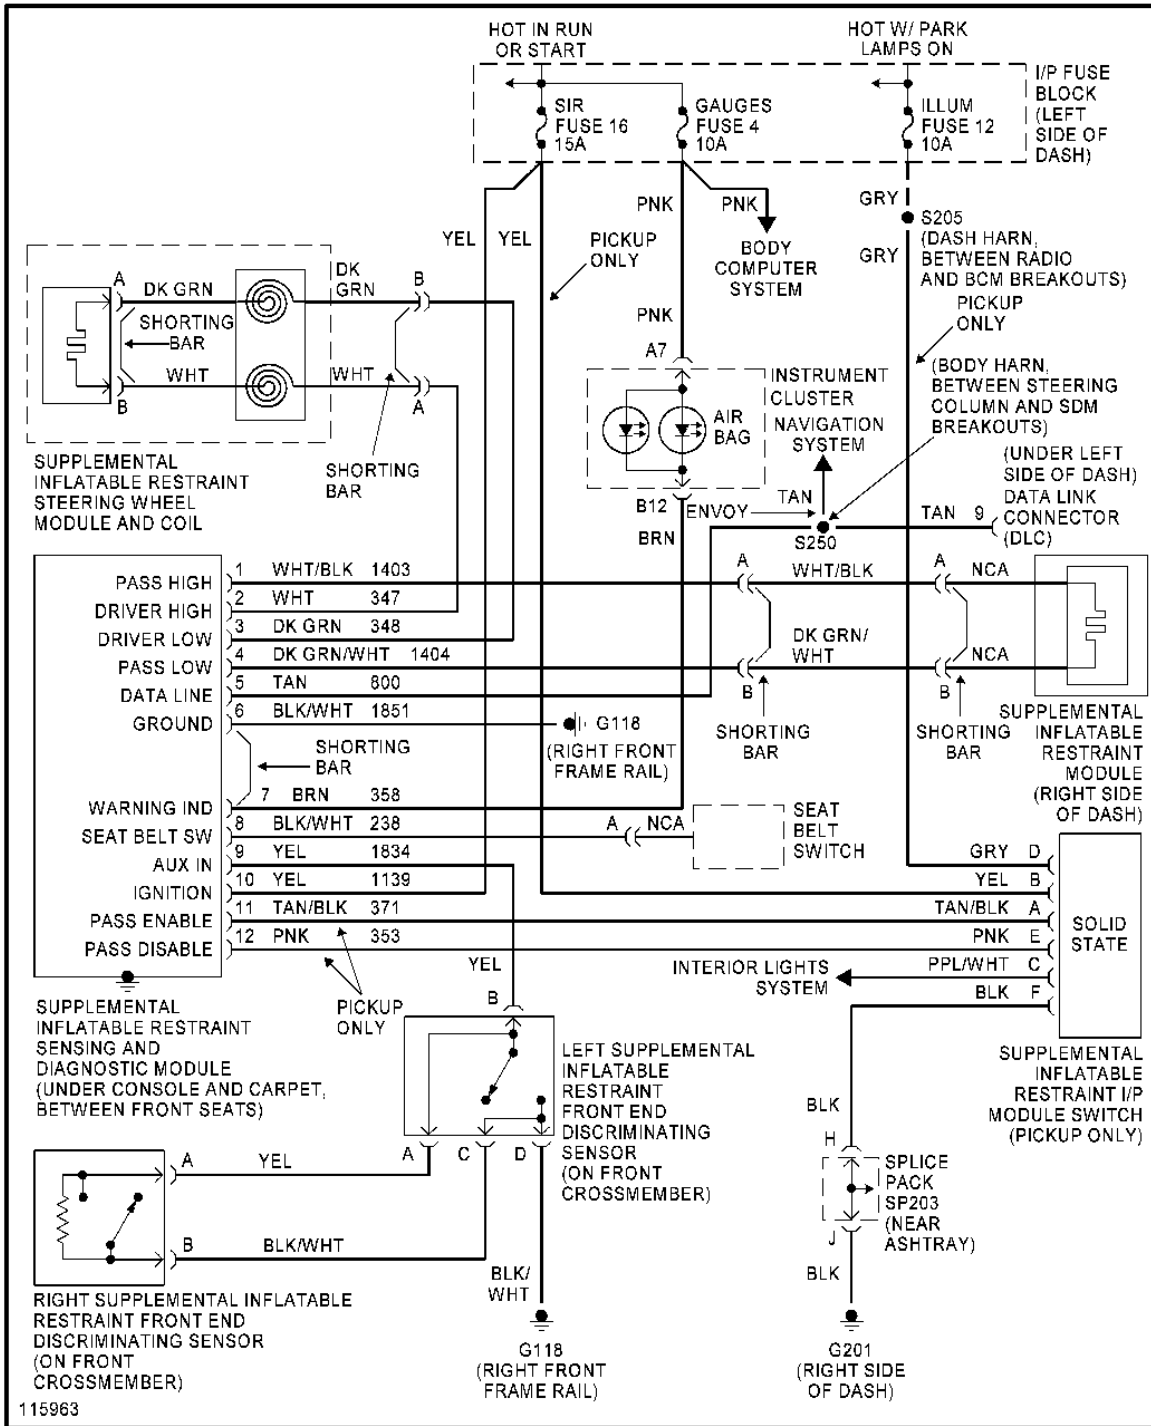 HOT IN RUN
OR START
HOT W/ PARK
LAMPS ON
I/P FUSE
BLOCK
(LEFT
SIDE OF
DASH)
SIR
FUSE 16
15A
GAUGES
FUSE 4
10A
ILLUM
FUSE 12
10A
YEL
YEL
PICKUP
ONLY
PNK
PNK
BODY
COMPUTER
SYSTEM
PNK
GRY
S205
(DASH HARN,
BETWEEN RADIO
AND BCM BREAKOUTS)
GRY
PICKUP
ONLY
A
DK GRN
DK
GRN
B
SHORTING
BAR
WHT
WHT
B
A
SHORTING
BAR
SUPPLEMENTAL
INFLATABLE RESTRAINT
STEERING WHEEL
MODULE AND COIL
A7
INSTRUMENT
CLUSTER
AIR
BAG
B12
BRN
NAVIGATION
SYSTEM
TAN
ENVOY
S250
(BODY HARN,
BETWEEN STEERING
COLUMN AND SDM
BREAKOUTS)
(UNDER LEFT
SIDE OF DASH)
DATA LINK
CONNECTOR
(DLC)
TAN 9
PASS HIGH 1 WHT/BLK 1403
DRIVER HIGH 2 WHT 347
DRIVER LOW 3 DK GRN 348
PASS LOW 4 DK GRN/WHT 1404
DATA LINE 5 TAN 800
GROUND 6 BLK/WHT 1851
SHORTING
BAR
WARNING IND 7 BRN 358
SEAT BELT SW 8 BLK/WHT 238
AUX IN 9 YEL 1834
IGNITION 10 YEL 1139
PASS ENABLE 11 TAN/BLK 371
PASS DISABLE 12 PNK 353
A WHT/BLK A NCA
DK GRN/
WHT
NCA
B
B
SHORTING
BAR
SHORTING
BAR
SUPPLEMENTAL
INFLATABLE
RESTRAINT
MODULE
(RIGHT SIDE
OF DASH)
G118
(RIGHT FRONT
FRAME RAIL)
A NCA
SEAT
BELT
SWITCH
GRY D
YEL B
TAN/BLK A
PNK E
PPL/WHT C
BLK F
SOLID
STATE
INTERIOR LIGHTS
SYSTEM
SUPPLEMENTAL
INFLATABLE
RESTRAINT I/P
MODULE SWITCH
(PICKUP ONLY)
PICKUP
ONLY
SUPPLEMENTAL
INFLATABLE RESTRAINT
SENSING AND
DIAGNOSTIC MODULE
(UNDER CONSOLE AND CARPET,
BETWEEN FRONT SEATS)
YEL
B
LEFT SUPPLEMENTAL
INFLATABLE
RESTRAINT
FRONT END
DISCRIMINATING
SENSOR
(ON FRONT
CROSSMEMBER)
A C D
A YEL
B BLK/WHT
RIGHT SUPPLEMENTAL INFLATABLE
RESTRAINT FRONT END
DISCRIMINATING SENSOR
(ON FRONT
CROSSMEMBER)
BLK/
WHT
G118
(RIGHT FRONT
FRAME RAIL)
BLK
H
SPLICE
PACK
SP203
(NEAR
ASHTRAY)
J
BLK
G201
(RIGHT SIDE
OF DASH)
115963